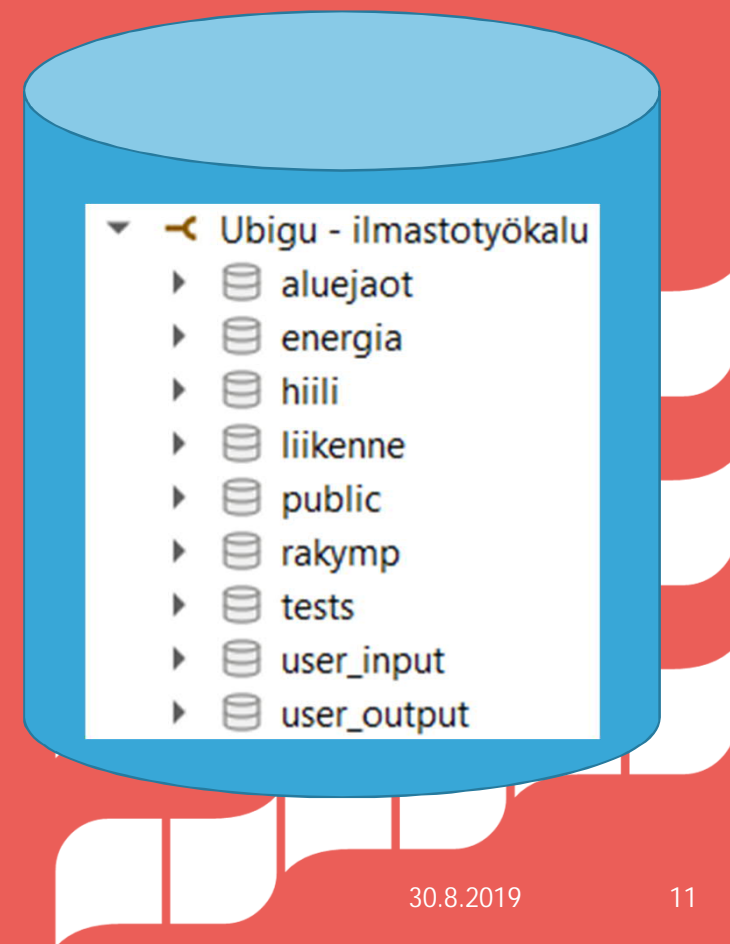 Ubigu - ilmastotyökalu
aluejaot
energia
hiili
liikenne
public
rakymp
tests
user_input
user_output
30.8.2019 11